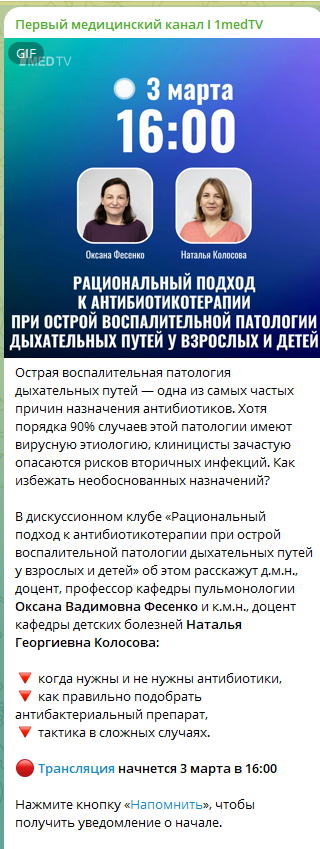 Первый медицинский канал I 1medTV
GIF
1MEDTV
3 марта
16:00
Оксана Фесенко
Наталья Колосова
РАЦИОНАЛЬНЫЙ ПОДХОД
К АНТИБИОТИКОТЕРАПИИ
ПРИ ОСТРОЙ ВОСПАЛИТЕЛЬНОЙ ПАТОЛОГИИ
ДЫХАТЕЛЬНЫХ ПУТЕЙ У ВЗРОСЛЫХ И ДЕТЕЙ
Острая воспалительная патология
дыхательных путей — одна из самых частых
причин назначения антибиотиков. Хотя
порядка 90% случаев этой патологии имеют
вирусную этиологию, клиницисты зачастую
опасаются рисков вторичных инфекций. Как
избежать необоснованных назначений?
В дискуссионном клубе «Рациональный
подход к антибиотикотерапии при острой
воспалительной патологии дыхательных путей
у взрослых и детей» об этом расскажут д.м.н.,
доцент, профессор кафедры пульмонологии
Оксана Вадимовна Фесенко и к.м.н., доцент
кафедры детских болезней Наталья
Георгиевна Колосова:
🔻 когда нужны и не нужны антибиотики,
🔻 как правильно подобрать
антибактериальный препарат,
🔻 тактика в сложных случаях.
🔴 Трансляция начнется 3 марта в 16:00
Нажмите кнопку «Напомнить», чтобы
получить уведомление о начале.